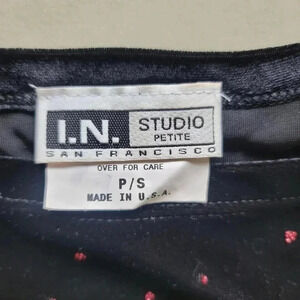 I.N. STUDIO
PETITE
SAN FRANCISCO
OVER FOR CARE
P/S
MADE IN U.S.A.